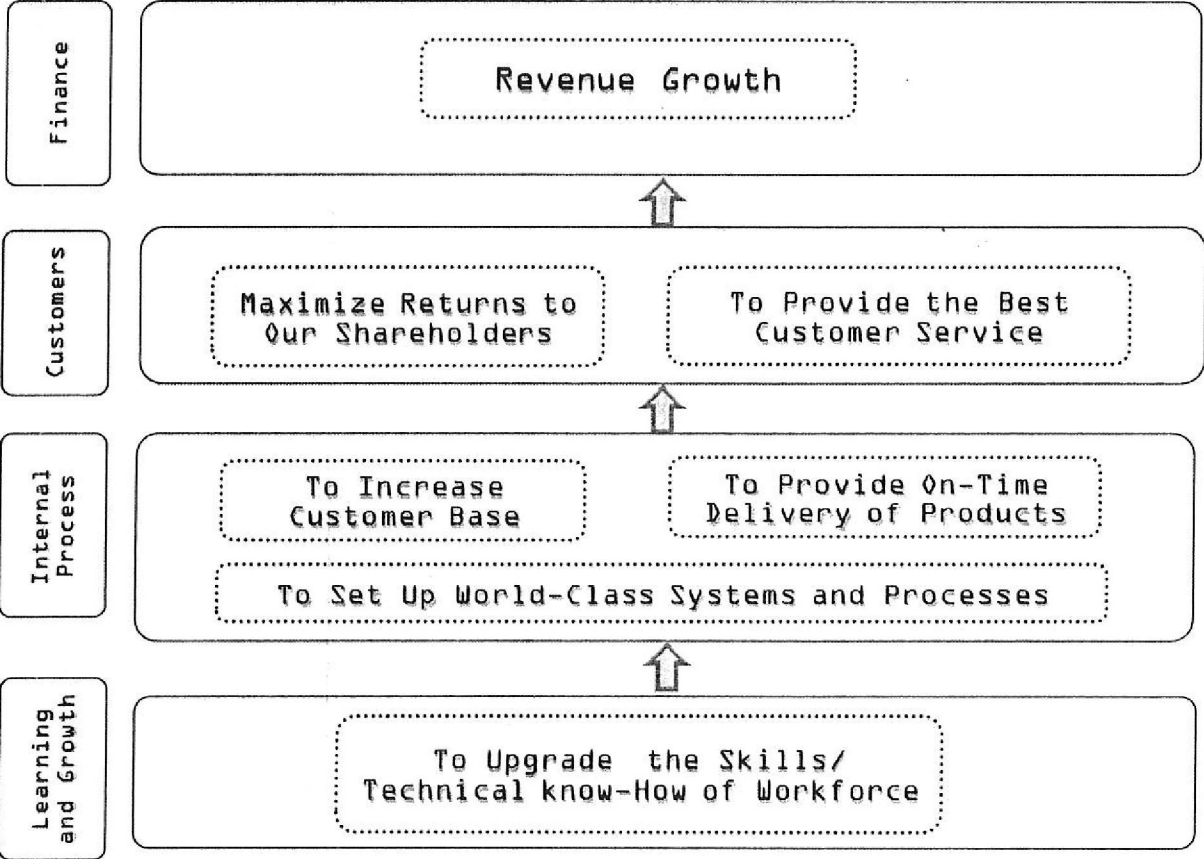 Finance
Revenue Growth
Customers
Maximize Returns to
Our Shareholders
To Provide the Best
Customer Service
Internal
Process
To Increase
Customer Base
To Provide On-Time
Delivery of Products
To Set Up World-Class Systems and Processes
Learning
and Growth
To Upgrade the Skills/
Technical know-How of Workforce